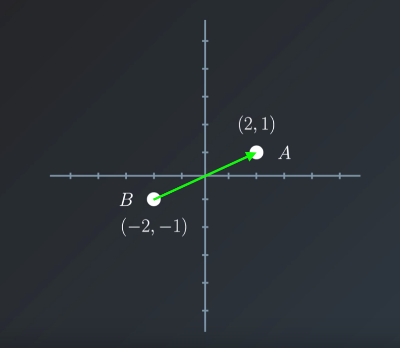 (2, 1)
A
B
(−2, −1)